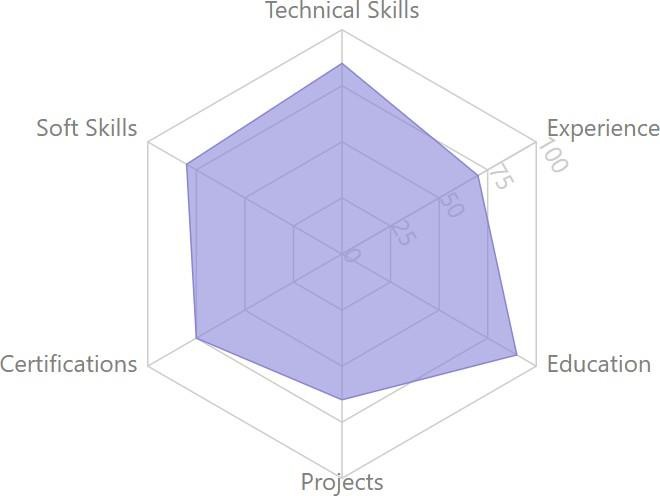 Technical Skills
Soft Skills
Experience
100
75
50
25
0
Certifications
Education
Projects